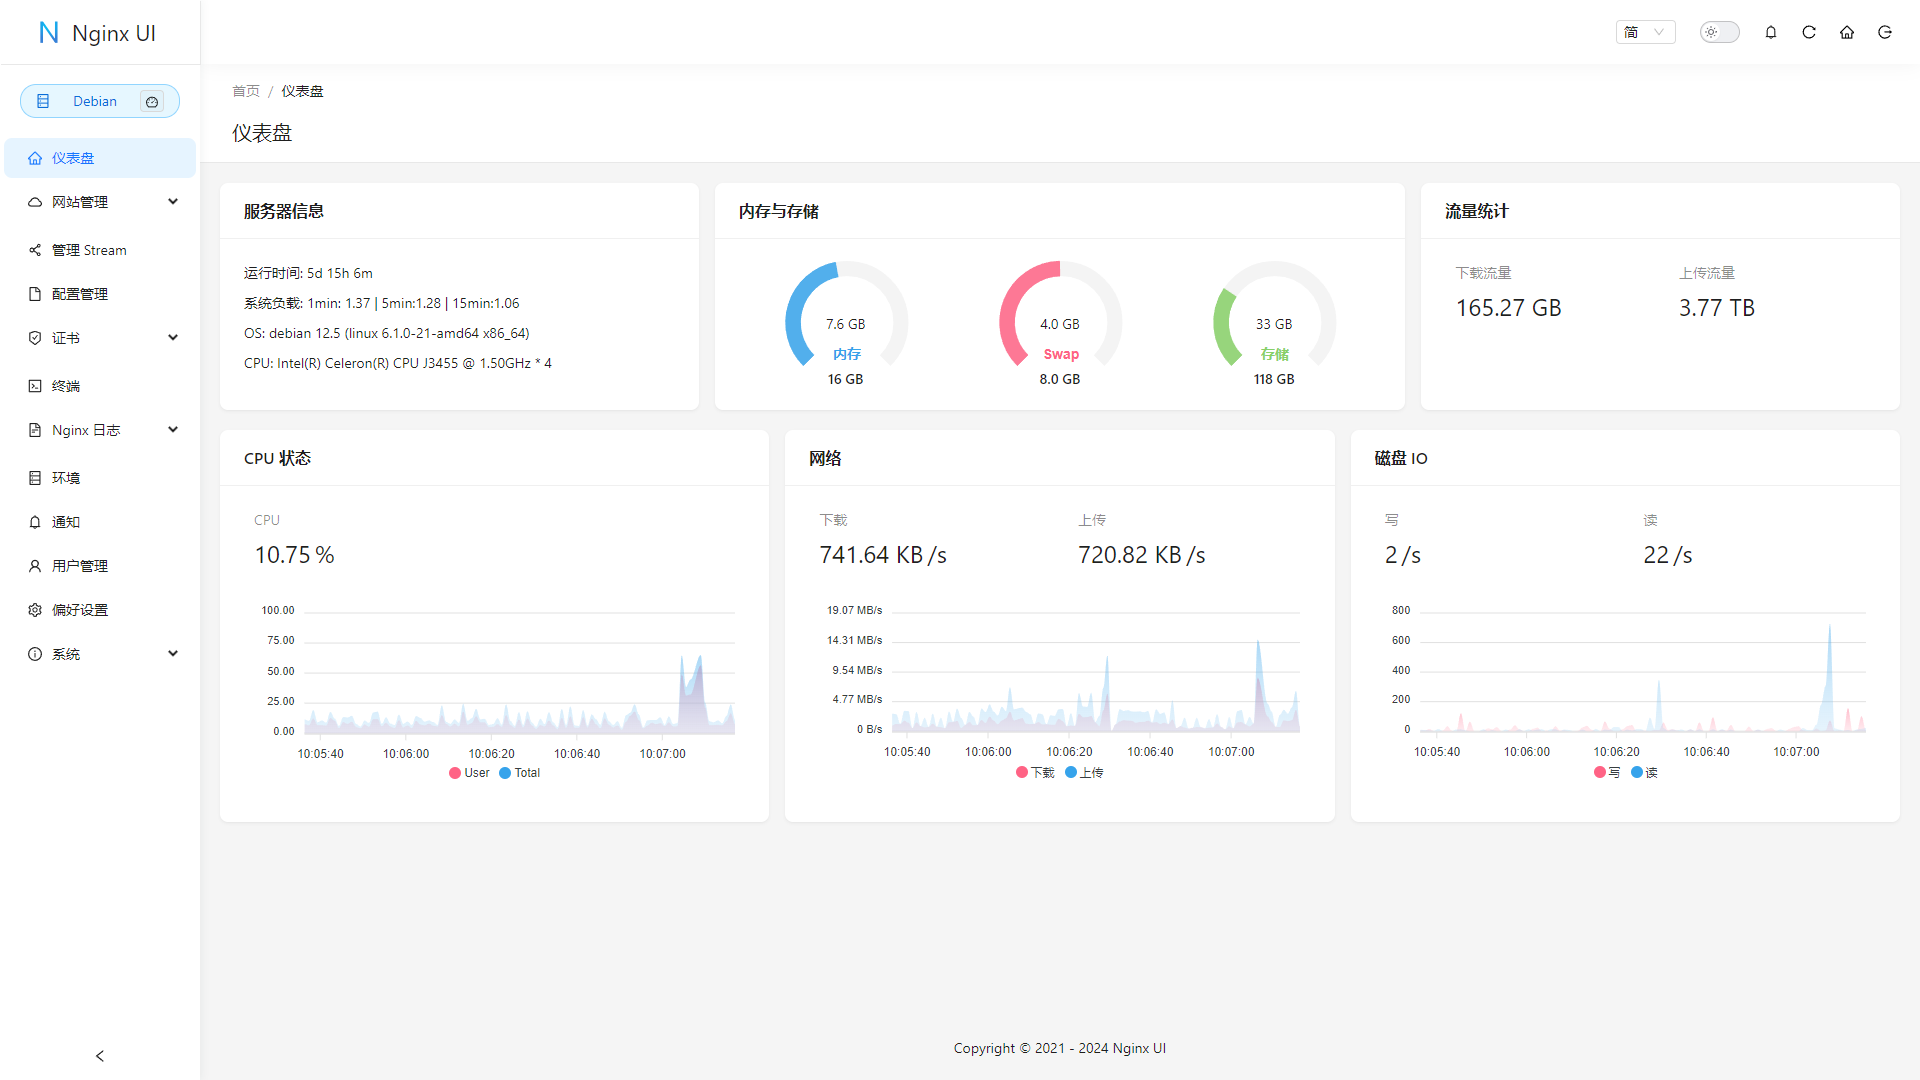 Nginx UI
简
Debian
仪表盘
网站管理
管理 Stream
配置管理
证书
终端
Nginx 日志
环境
通知
用户管理
偏好设置
系统
首页 / 仪表盘
仪表盘
服务器信息
运行时间: 5d 15h 6m
系统负载: 1min: 1.37 | 5min:1.28 | 15min:1.06
OS: debian 12.5 (linux 6.1.0-21-amd64 x86_64)
CPU: Intel(R) Celeron(R) CPU J3455 @ 1.50GHz * 4
内存与存储
7.6 GB
内存
16 GB
4.0 GB
Swap
8.0 GB
33 GB
存储
118 GB
流量统计
下载流量
165.27 GB
上传流量
3.77 TB
CPU 状态
CPU
10.75 %
100.00
75.00
50.00
25.00
0.00
10:05:40 10:06:00 10:06:20 10:06:40 10:07:00
User Total
网络
下载
741.64 KB /s
上传
720.82 KB /s
19.07 MB/s
14.31 MB/s
9.54 MB/s
4.77 MB/s
0 B/s
10:05:40 10:06:00 10:06:20 10:06:40 10:07:00
下载 上传
磁盘 IO
写
2 /s
读
22 /s
800
600
400
200
0
10:05:40 10:06:00 10:06:20 10:06:40 10:07:00
写 读
Copyright © 2021 - 2024 Nginx UI